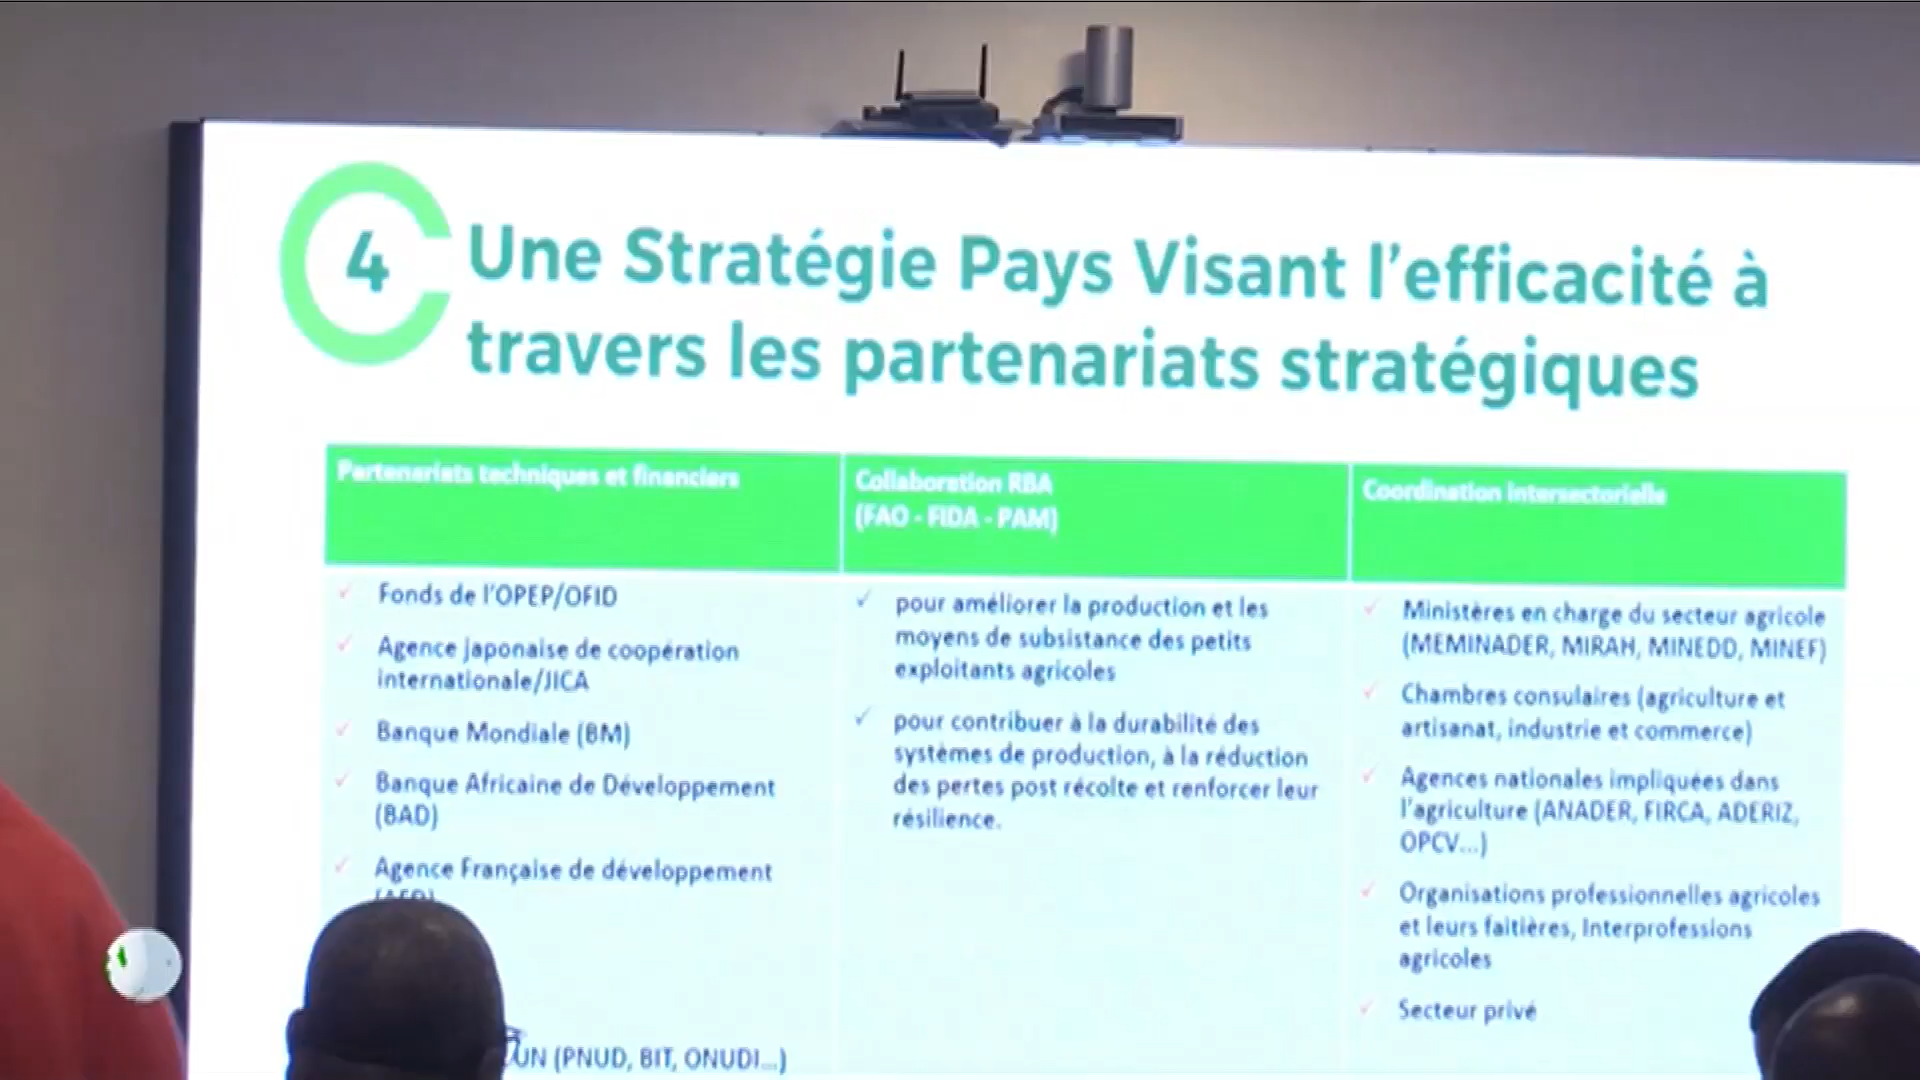 4
Une Stratégie Pays Visant l'efficacité à
travers les partenariats stratégiques
Partenariats techniques et financiers
Fonds de l'OPEP/OFID
Agence japonaise de coopération
internationale/JICA
Banque Mondiale (BM)
Banque Africaine de Développement
(BAD)
Agence Française de développement
UN (PNUD, BIT, ONUDI...)
Collaboration RBA
(FAO - FIDA - PAM)
pour améliorer la production et les
moyens de subsistance des petits
exploitants agricoles
pour contribuer à la durabilité des
systèmes de production, à la réduction
des pertes post récolte et renforcer leur
résilience.
Coordination intersectorielle
Ministères en charge du secteur agricole
(MEMINADER, MIRAH, MINEDD, MINEF)
Chambres consulaires (agriculture et
artisanat, industrie et commerce)
Agences nationales impliquées dans
l'agriculture (ANADER, FIRCA, ADERIZ,
OPCV...)
Organisations professionnelles agricoles
et leurs faitières, Interprofessions
agricoles
Secteur privé